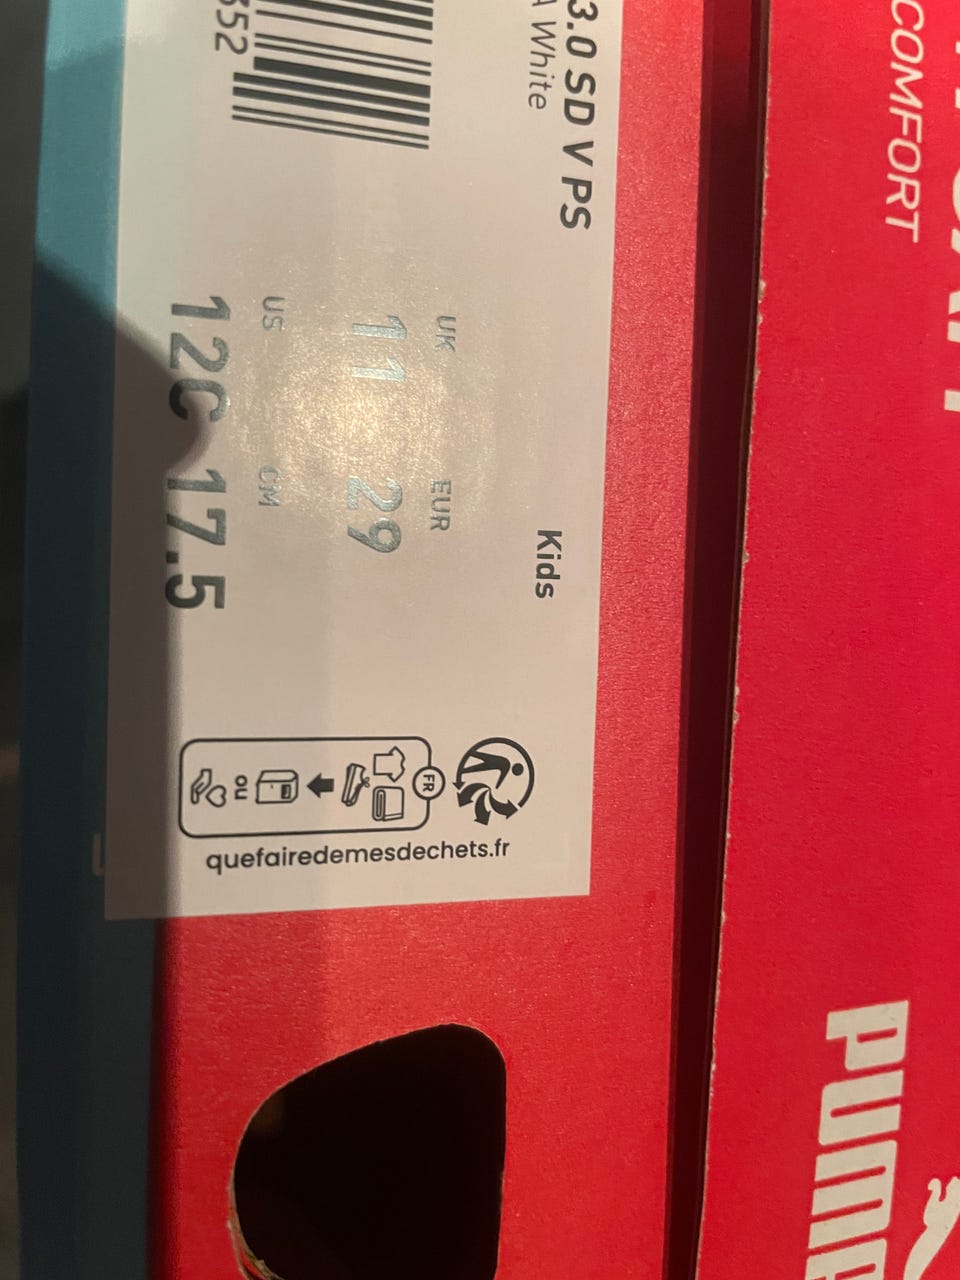 3.0 SD V PS
White
Kids
UK EUR
11 29
US CM
12C 17.5
352
FR
ou
quefairedemesdechets.fr
COMFORT
PUMA